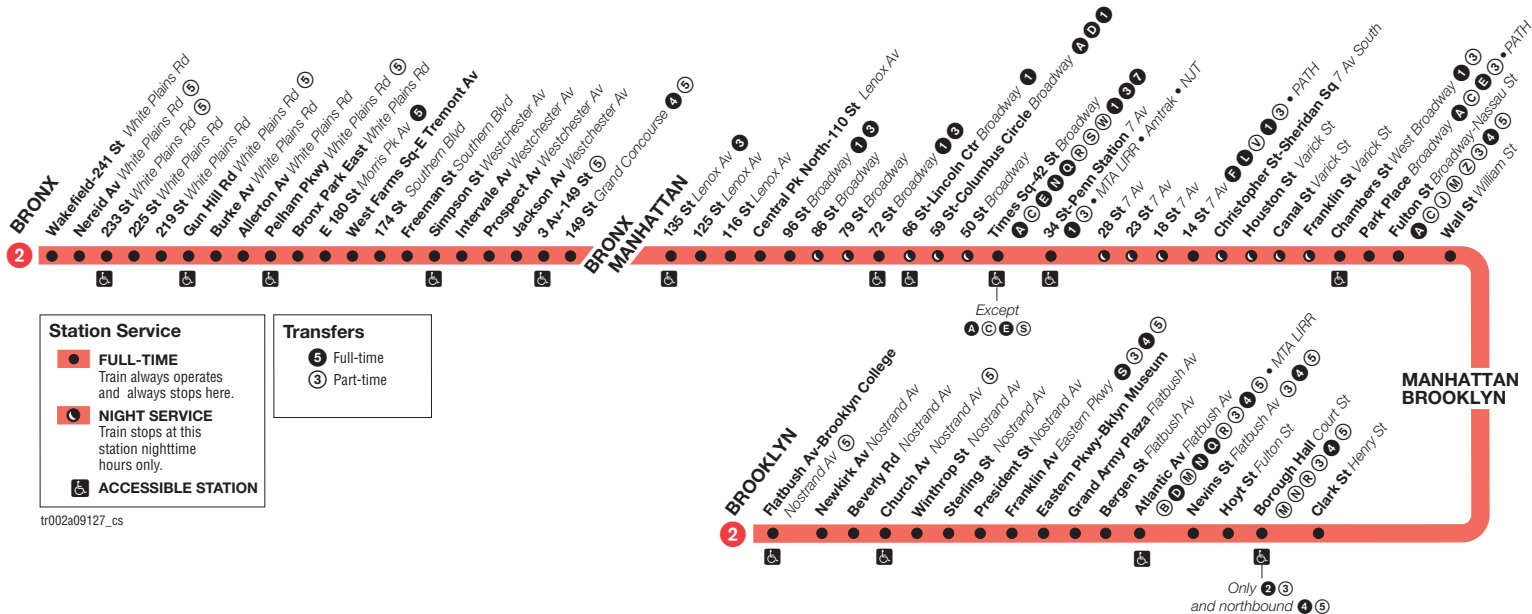 BRONX
2
Wakefield-241 St White Plains Rd
Nereid Av White Plains Rd 5
233 St White Plains Rd 5
225 St White Plains Rd
219 St White Plains Rd
Gun Hill Rd White Plains Rd 5
Burke Av White Plains Rd
Allerton Av White Plains Rd
Pelham Pkwy White Plains Rd 5
Bronx Park East White Plains Rd
E 180 St Morris Pk Av 5
West Farms Sq-E Tremont Av
174 St Southern Blvd
Freeman St Southern Blvd
Simpson St Westchester Av
Intervale Av Westchester Av
Prospect Av Westchester Av
Jackson Av Westchester Av
3 Av-149 St 5
149 St Grand Concourse 4 5
BRONX
MANHATTAN
135 St Lenox Av 3
125 St Lenox Av
116 St Lenox Av
Central Pk North-110 St Lenox Av
96 St Broadway 1 3
86 St Broadway
79 St Broadway
72 St Broadway 1 3
66 St-Lincoln Ctr Broadway 1
59 St-Columbus Circle Broadway A D 1
50 St Broadway
Times Sq-42 St Broadway
A C E N Q R S W 1 3 7
34 St-Penn Station 7 Av
1 3 • MTA LIRR • Amtrak • NJT
28 St 7 Av
23 St 7 Av
18 St 7 Av
14 St 7 Av F L V 1 3 • PATH
Christopher St-Sheridan Sq 7 Av South
Houston St Varick St
Canal St Varick St
Franklin St Varick St
Chambers St West Broadway 1 3
Park Place Broadway A C E 3 • PATH
Fulton St Broadway-Nassau St
A C J M Z 3 4 5
Wall St William St
Except
A C E S
Station Service
FULL-TIME
Train always operates
and always stops here.
NIGHT SERVICE
Train stops at this
station nighttime
hours only.
ACCESSIBLE STATION
Transfers
5 Full-time
3 Part-time
tr002a09127_cs
MANHATTAN
BROOKLYN
BROOKLYN
2
Flatbush Av-Brooklyn College
Nostrand Av 5
Newkirk Av Nostrand Av
Beverly Rd Nostrand Av
Church Av Nostrand Av 5
Winthrop St Nostrand Av
Sterling St Nostrand Av
President St Nostrand Av
Franklin Av Eastern Pkwy S 3 4 5
Eastern Pkwy-Bklyn Museum
Grand Army Plaza Flatbush Av
Bergen St Flatbush Av
Atlantic Av Flatbush Av
B D M N Q R 3 4 5 • MTA LIRR
Nevins St Flatbush Av 3 4 5
Hoyt St Fulton St
Borough Hall Court St
M N R 3 4 5
Clark St Henry St
Only 2 3
and northbound 4 5